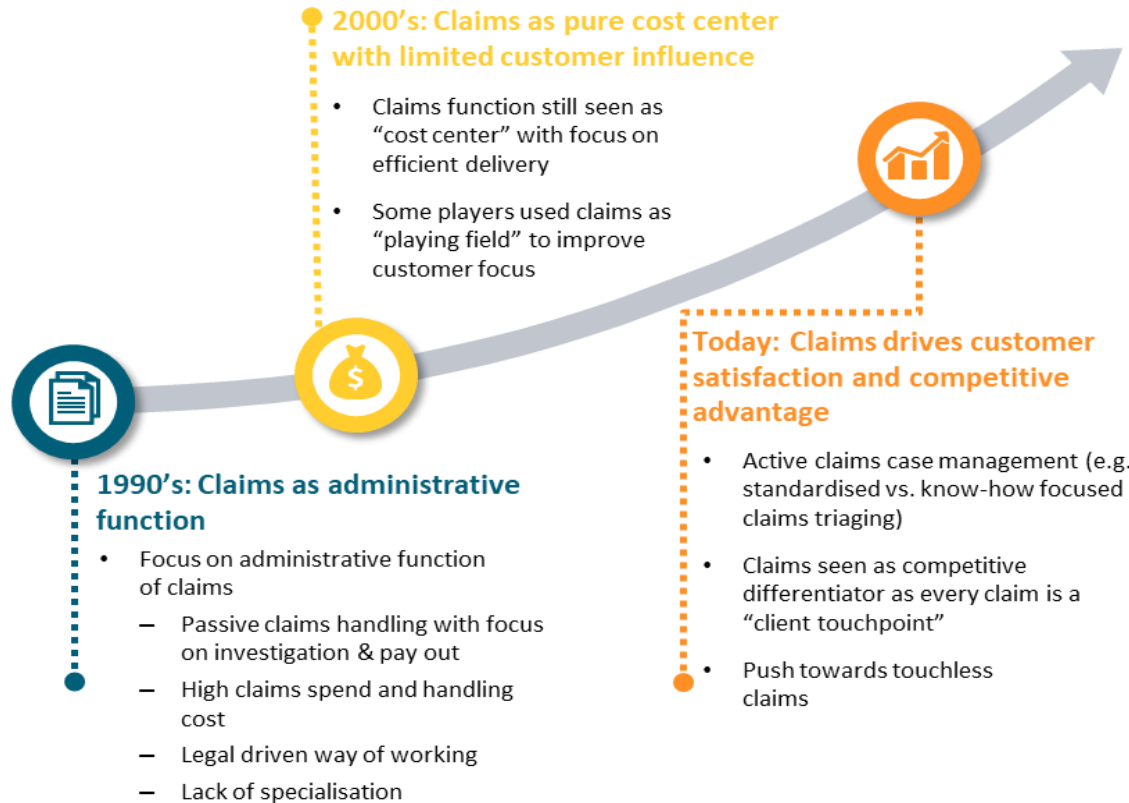 2000’s: Claims as pure cost center
with limited customer influence
• Claims function still seen as
“cost center” with focus on
efficient delivery
• Some players used claims as
“playing field” to improve
customer focus
$
1990’s: Claims as administrative
function
• Focus on administrative function
of claims
– Passive claims handling with focus
on investigation & pay out
– High claims spend and handling
cost
– Legal driven way of working
– Lack of specialisation
Today: Claims drives customer
satisfaction and competitive
advantage
• Active claims case management (e.g.
standardised vs. know-how focused
claims triaging)
• Claims seen as competitive
differentiator as every claim is a
“client touchpoint”
• Push towards touchless
claims